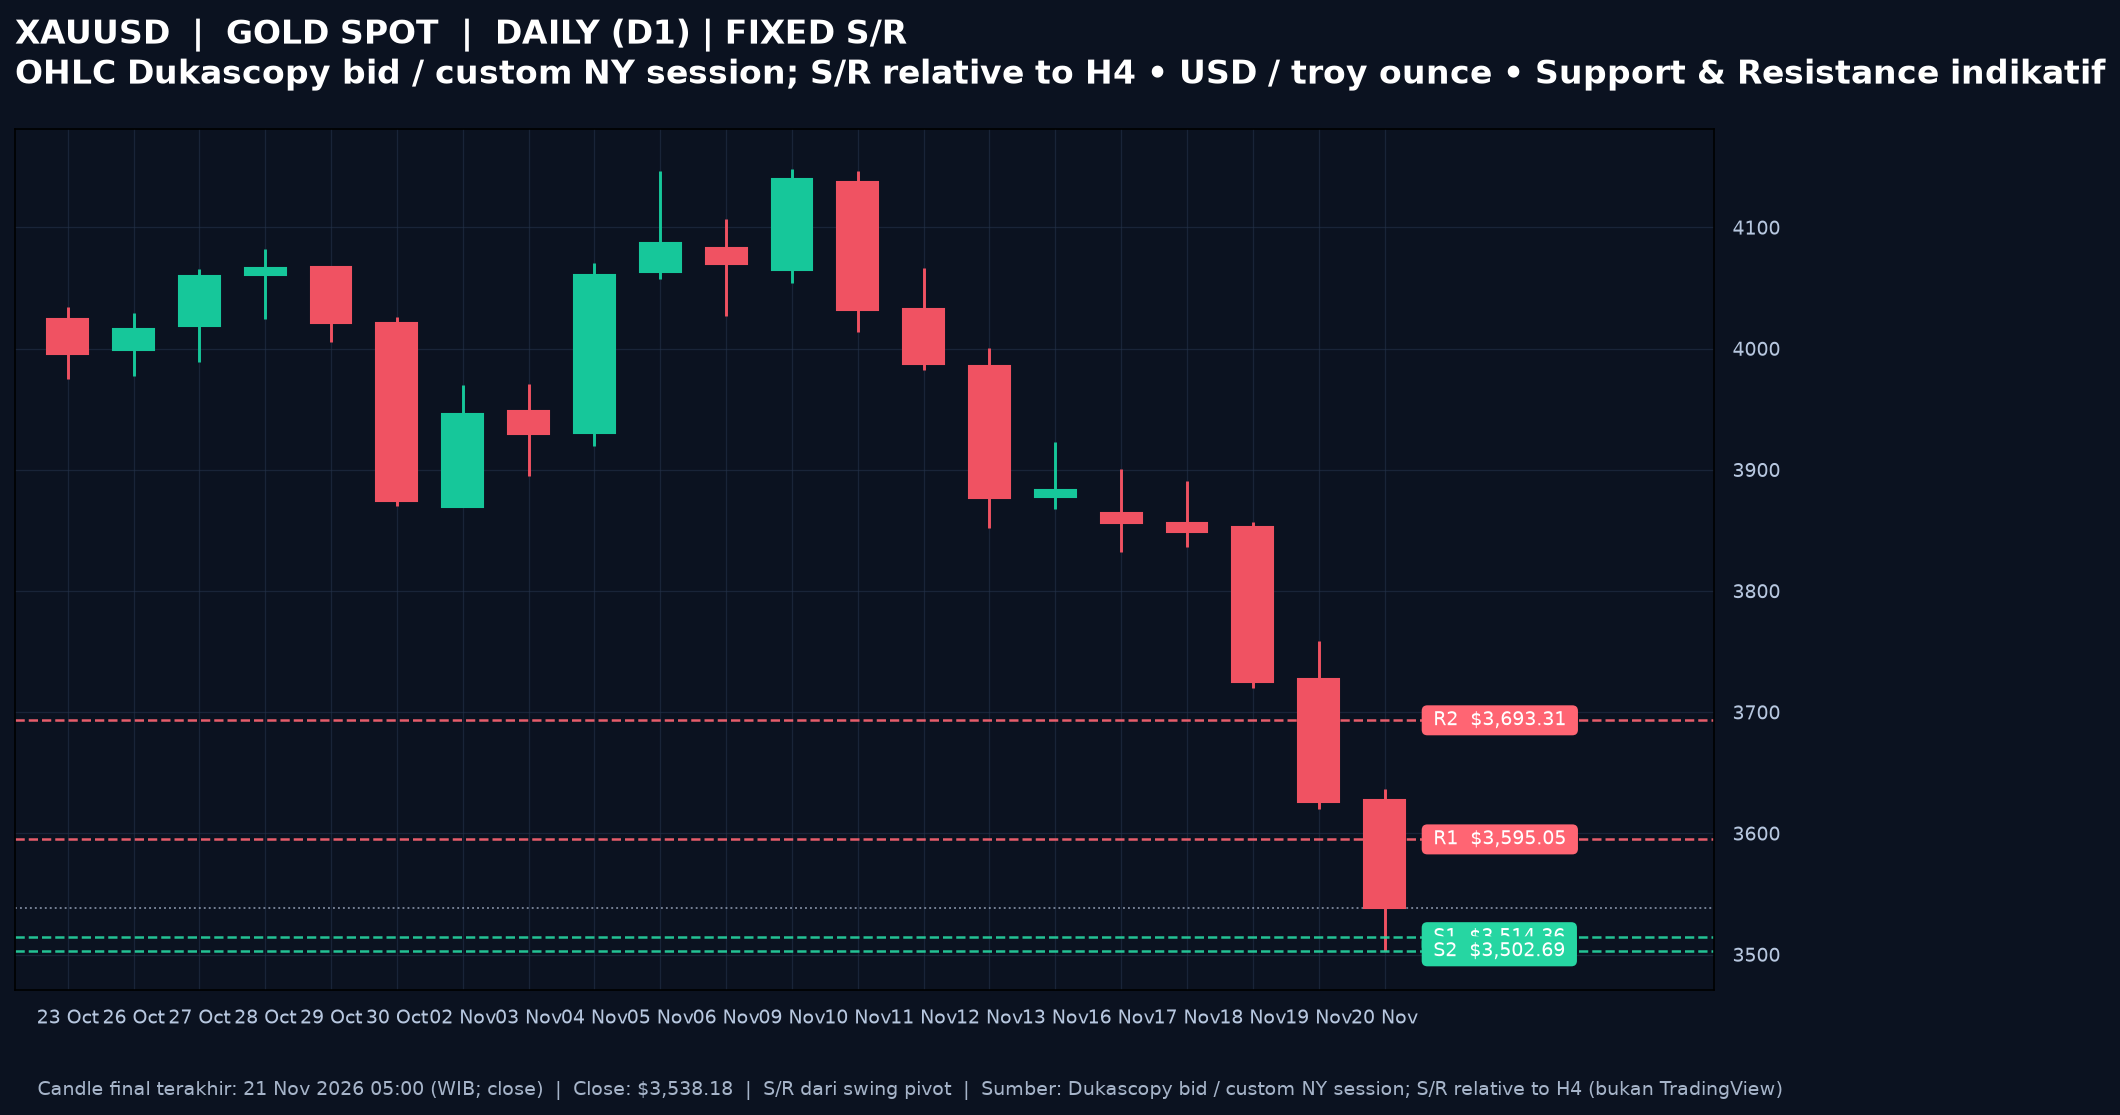 XAUUSD | GOLD SPOT | DAILY (D1) | FIXED S/R
OHLC Dukascopy bid / custom NY session; S/R relative to H4 • USD / troy ounce • Support & Resistance indikatif
4100
4000
3900
3800
3700
R2 $3,693.31
3600
R1 $3,595.05
S1 $3,514.36
S2 $3,502.69
3500
23 Oct 26 Oct 27 Oct 28 Oct 29 Oct 30 Oct 02 Nov 03 Nov 04 Nov 05 Nov 06 Nov 09 Nov 10 Nov 11 Nov 12 Nov 13 Nov 16 Nov 17 Nov 18 Nov 19 Nov 20 Nov
Candle final terakhir: 21 Nov 2026 05:00 (WIB; close) | Close: $3,538.18 | S/R dari swing pivot | Sumber: Dukascopy bid / custom NY session; S/R relative to H4 (bukan TradingView)